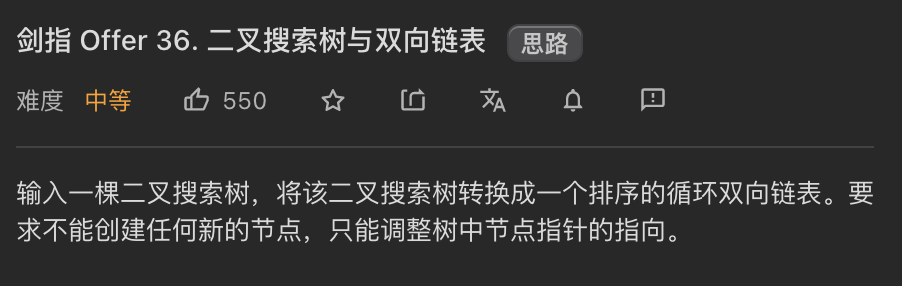 剑指 Offer 36. 二叉搜索树与双向链表 思路
难度 中等 550
输入一棵二叉搜索树，将该二叉搜索树转换成一个排序的循环双向链表。要
求不能创建任何新的节点，只能调整树中节点指针的指向。